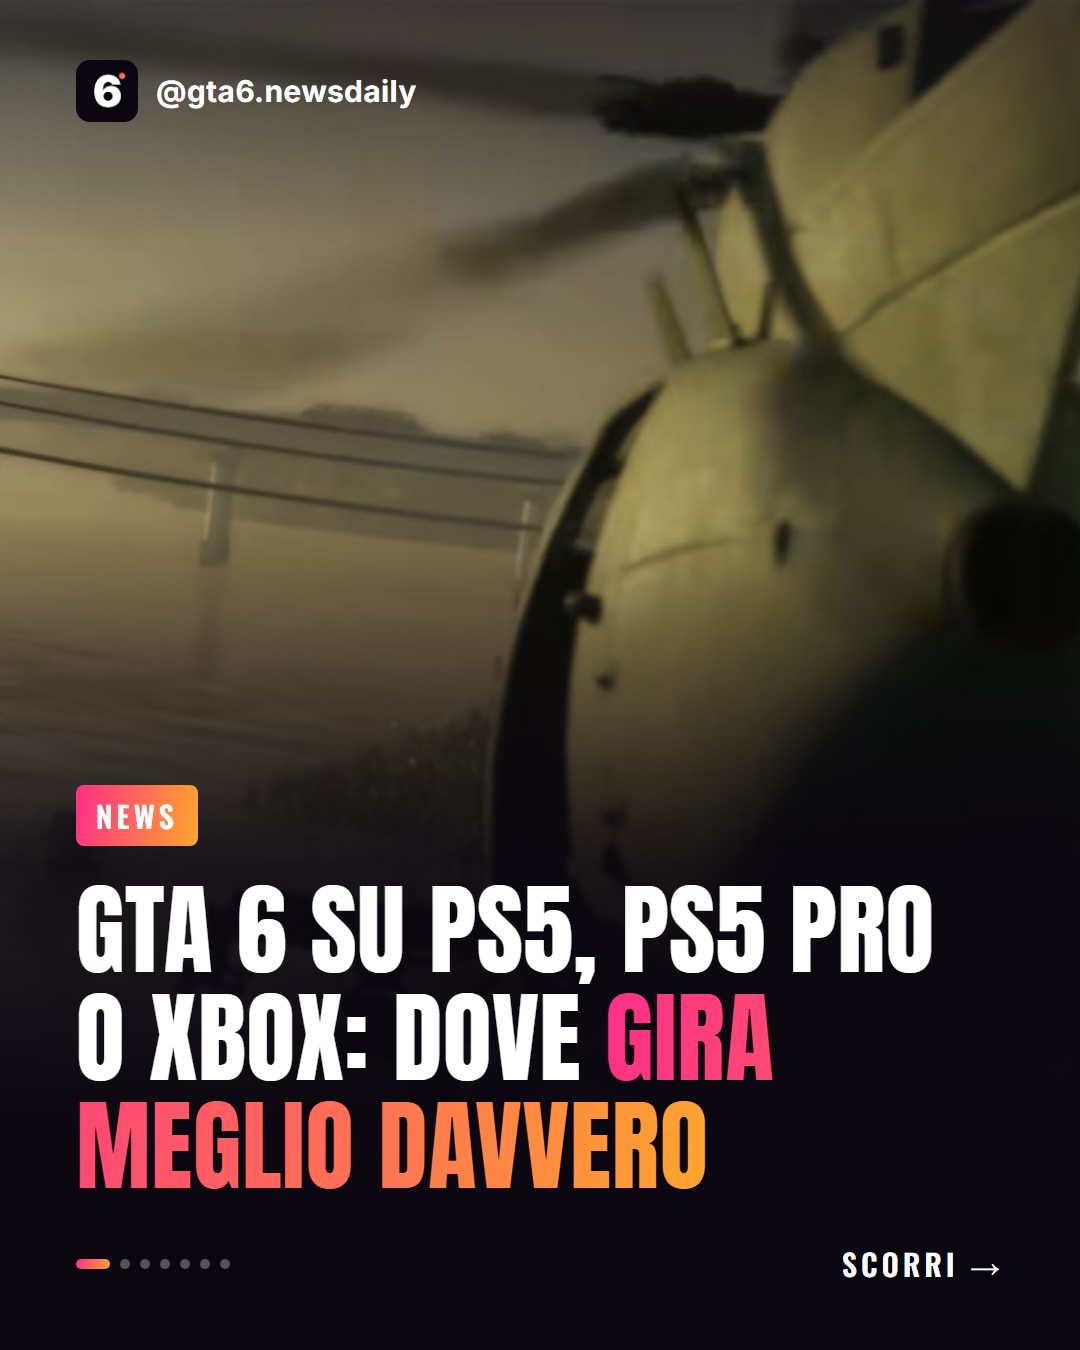 6
@gta6.newsdaily
NEWS
GTA 6 SU PS5, PS5 PRO
O XBOX: DOVE GIRA
MEGLIO DAVVERO
SCORRI →